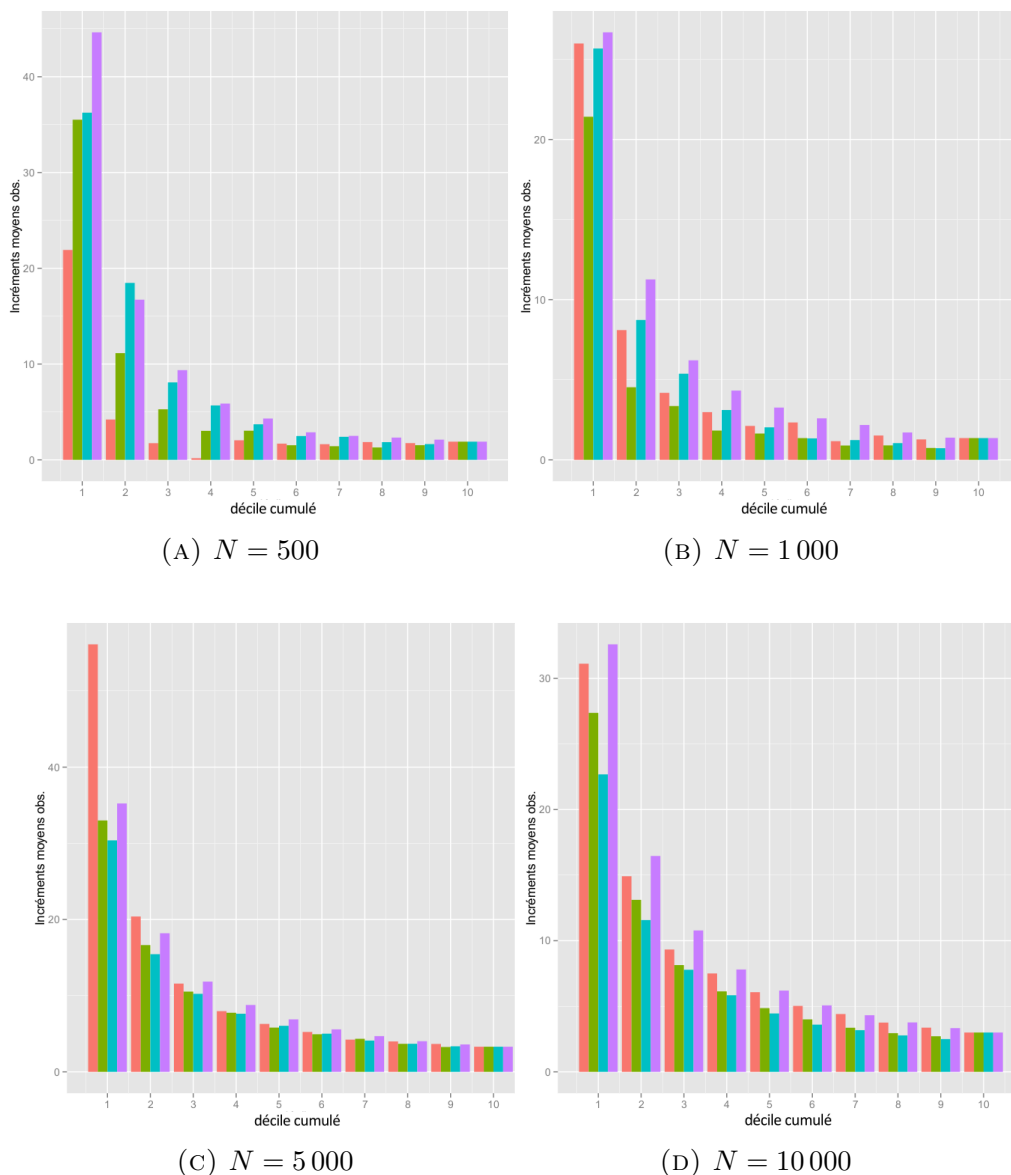 40
30
20
10
0
Incréments moyens obs.
1 2 3 4 5 6 7 8 9 10
décile cumulé
(A) N = 500
20
10
0
Incréments moyens obs.
1 2 3 4 5 6 7 8 9 10
décile cumulé
(B) N = 1 000
40
20
0
Incréments moyens obs.
1 2 3 4 5 6 7 8 9 10
décile cumulé
(C) N = 5 000
30
20
10
0
Incréments moyens obs.
1 2 3 4 5 6 7 8 9 10
décile cumulé
(D) N = 10 000